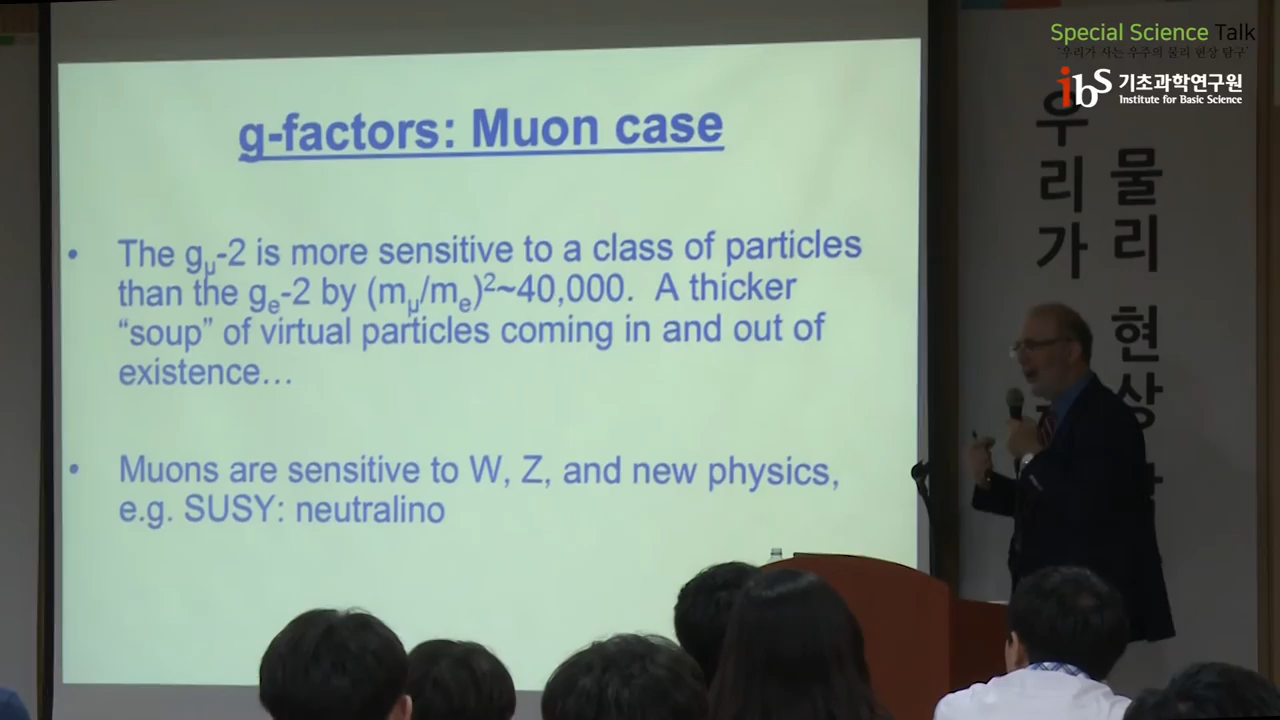 Special Science Talk
'우리가 사는 우주의 물리 현상 탐구'
ibs 기초과학연구원
Institute for Basic Science
g-factors: Muon case
• The gμ-2 is more sensitive to a class of particles
than the ge-2 by (mμ/me)²~40,000. A thicker
“soup” of virtual particles coming in and out of
existence…
• Muons are sensitive to W, Z, and new physics,
e.g. SUSY: neutralino
우리가
물리 현상